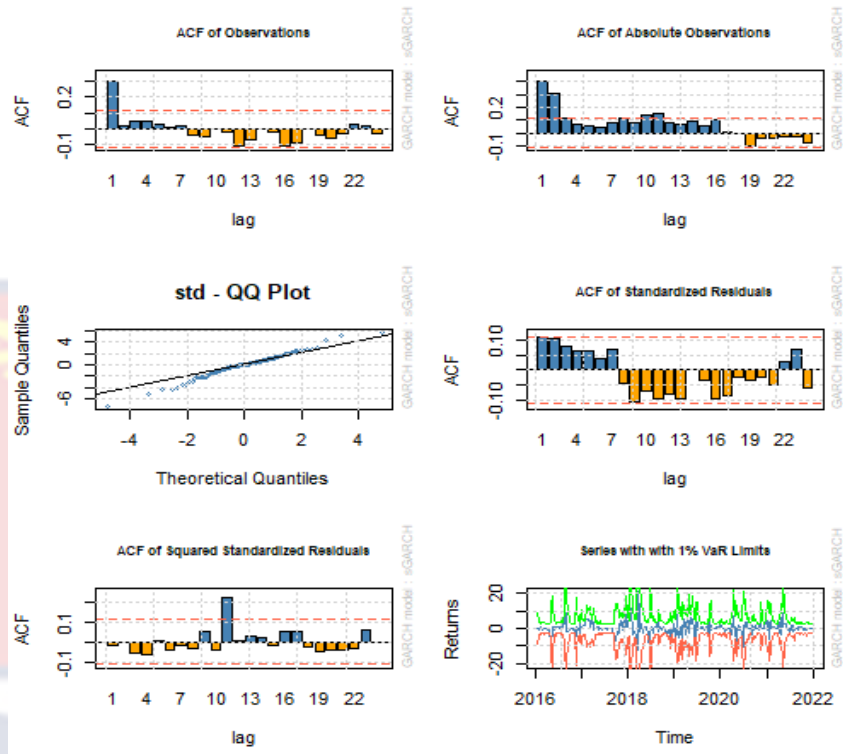 ACF of Observations
ACF
0.2
-0.1
1 4 7 10 13 16 19 22
lag
GARCH model : sGARCH
ACF of Absolute Observations
ACF
0.2
-0.1
1 4 7 10 13 16 19 22
lag
GARCH model : sGARCH
std - QQ Plot
Sample Quantiles
4
0
-6
-4 -2 0 2 4
Theoretical Quantiles
GARCH model : sGARCH
ACF of Standardized Residuals
ACF
0.10
-0.10
1 4 7 10 13 16 19 22
lag
GARCH model : sGARCH
ACF of Squared Standardized Residuals
ACF
0.1
-0.1
1 4 7 10 13 16 19 22
lag
GARCH model : sGARCH
Series with with 1% VaR Limits
Returns
20
0
-20
2016 2018 2020 2022
Time
GARCH model : sGARCH